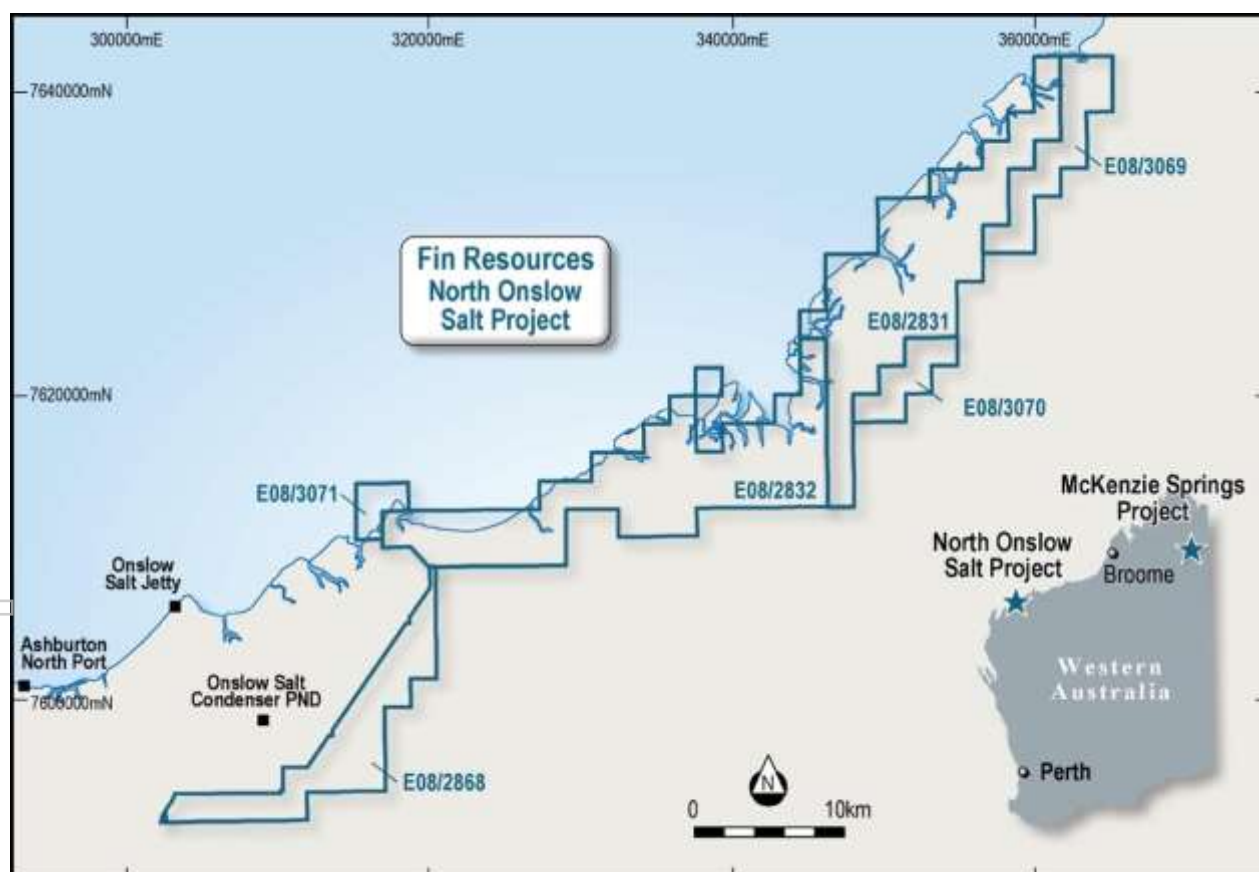 300000mE
320000mE
340000mE
360000mE
7640000mN
E08/3069
Fin Resources
North Onslow
Salt Project
E08/2831
7620000mN
E08/3070
E08/3071
E08/2832
McKenzie Springs
Project
North Onslow
Salt Project
Broome
Onslow
Salt Jetty
Ashburton
North Port
Onslow Salt
Condenser PND
Western
Australia
7600000mN
E08/2868
N
Perth
0 10km